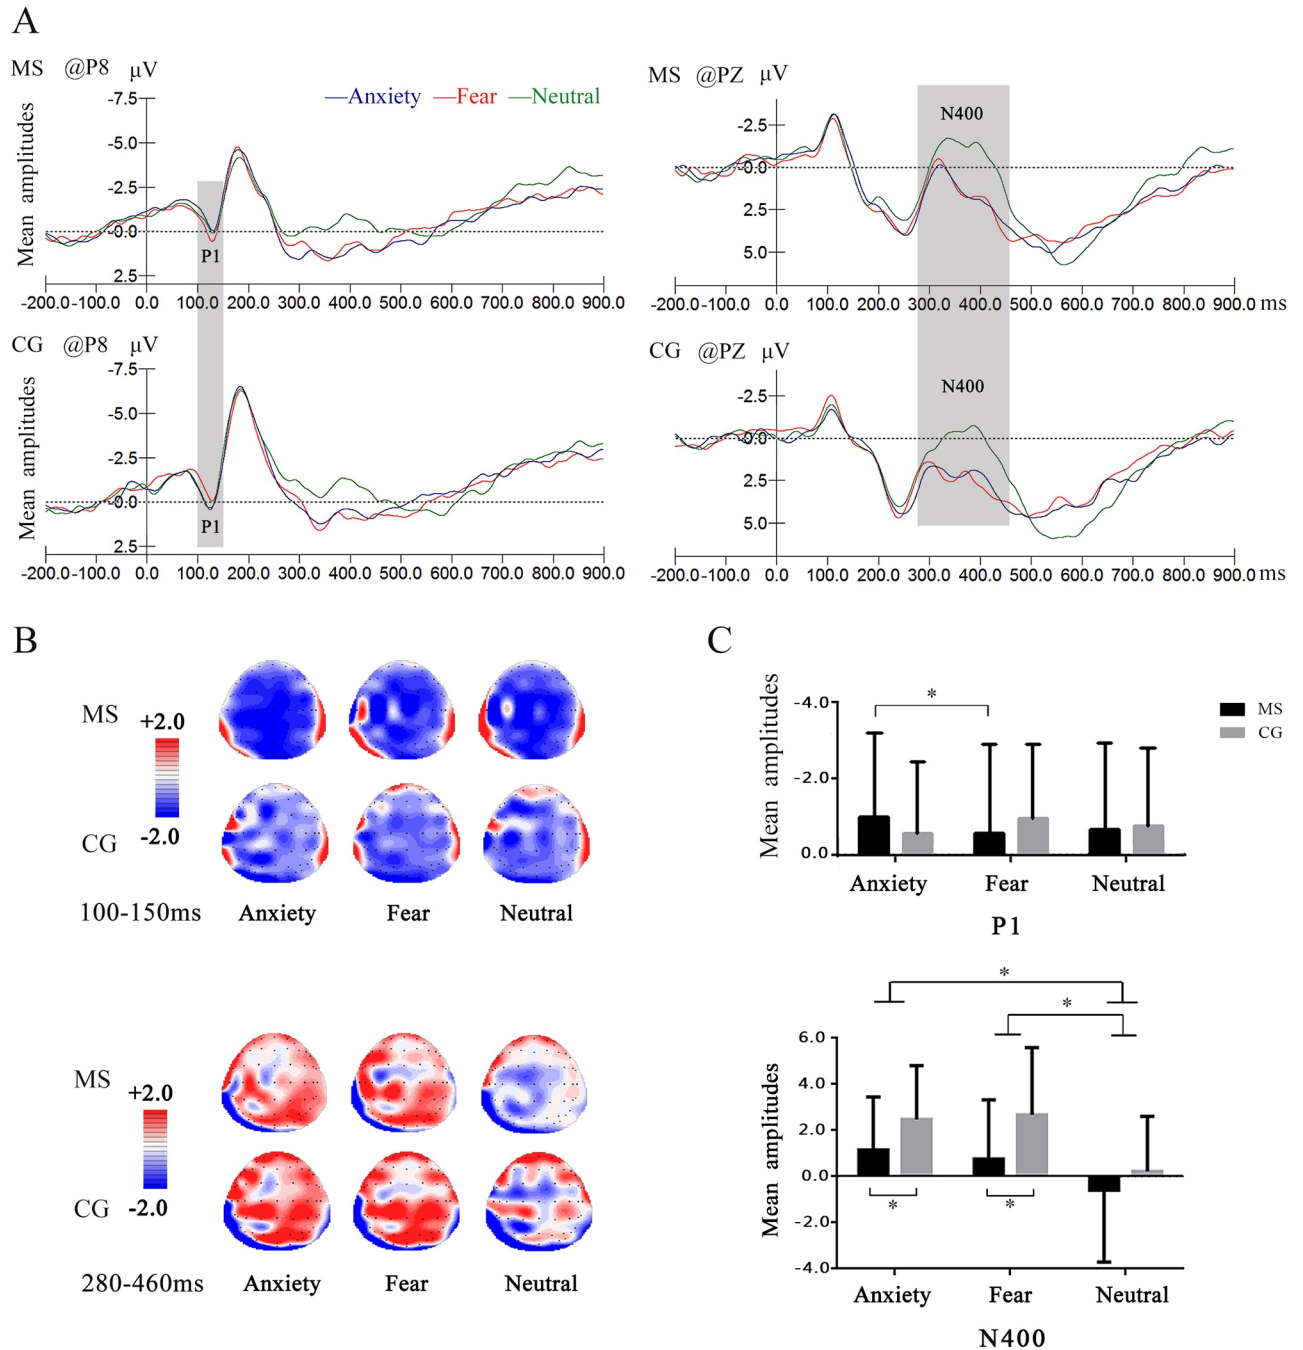 A
MS @P8 μV
—Anxiety —Fear —Neutral
Mean amplitudes
-7.5
-5.0
-2.5
-0.0
2.5
P1
-200.0 -100.0 0.0 100.0 200.0 300.0 400.0 500.0 600.0 700.0 800.0 900.0
MS @PZ μV
N400
-2.5
-0.0
2.5
5.0
-200.0 -100.0 0.0 100.0 200.0 300.0 400.0 500.0 600.0 700.0 800.0 900.0 ms
CG @P8 μV
Mean amplitudes
-7.5
-5.0
-2.5
-0.0
2.5
P1
-200.0 -100.0 0.0 100.0 200.0 300.0 400.0 500.0 600.0 700.0 800.0 900.0
CG @PZ μV
N400
-2.5
-0.0
2.5
5.0
-200.0 -100.0 0.0 100.0 200.0 300.0 400.0 500.0 600.0 700.0 800.0 900.0 ms
B
MS
+2.0
-2.0
CG
100-150ms Anxiety Fear Neutral
MS
+2.0
-2.0
CG
280-460ms Anxiety Fear Neutral
C
Mean amplitudes
-4.0
-2.0
0.0
*
MS
CG
Anxiety Fear Neutral
P1
*
*
Mean amplitudes
6.0
4.0
2.0
0.0
-2.0
-4.0
* *
Anxiety Fear Neutral
N400